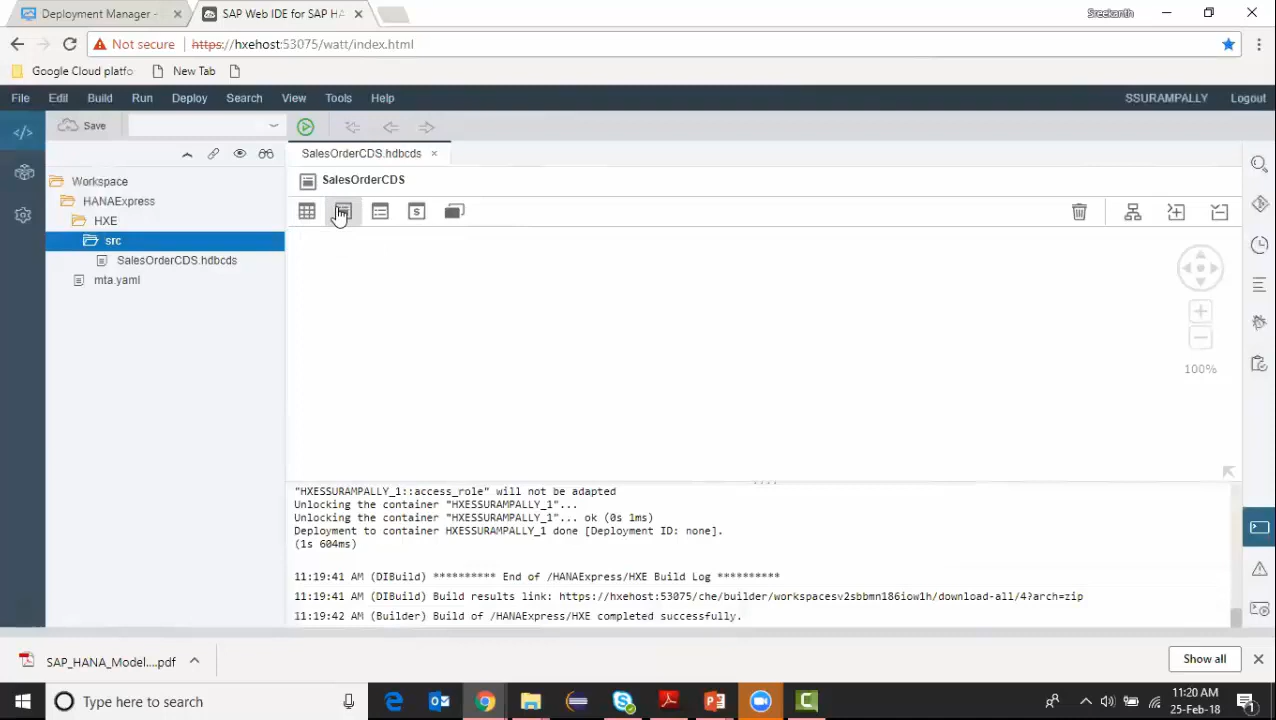 Deployment Manager -
SAP Web IDE for SAP HA
Sreekanth
Not secure
https://hxehost:53075/watt/index.html
Google Cloud platfo
New Tab
File Edit Build Run Deploy Search View Tools Help
SSURAMPALLY Logout
Save
SalesOrderCDS.hdbcds
SalesOrderCDS
Workspace
HANAExpress
HXE
src
SalesOrderCDS.hdbcds
mta.yaml
S
100%
"HXESSURAMPALLY_1::access_role" will not be adapted
Unlocking the container "HXESSURAMPALLY_1"...
Unlocking the container "HXESSURAMPALLY_1"... ok (0s 1ms)
Deployment to container HXESSURAMPALLY_1 done [Deployment ID: none].
(1s 604ms)
11:19:41 AM (DIBuild) ********** End of /HANAExpress/HXE Build Log **********
11:19:41 AM (DIBuild) Build results link: https://hxehost:53075/che/builder/workspacesv2sbbmn186iow1h/download-all/4?arch=zip
11:19:42 AM (Builder) Build of /HANAExpress/HXE completed successfully.
SAP_HANA_Model....pdf
Show all
Type here to search
11:20 AM
25-Feb-18